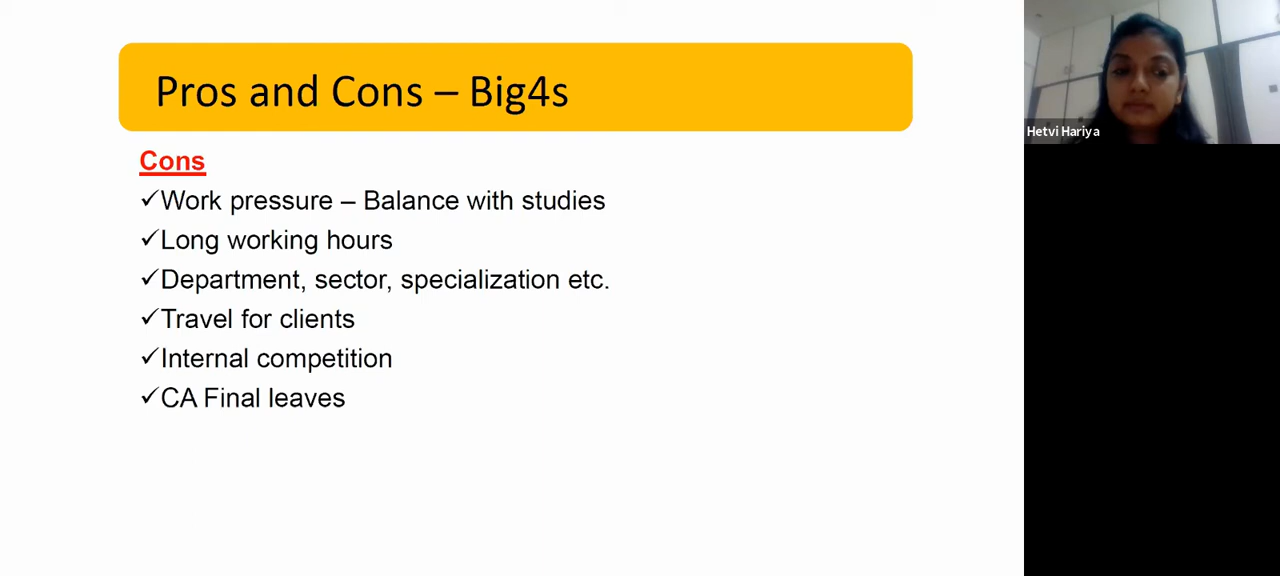 Pros and Cons – Big4s
Hetvi Hariya
Cons
✓Work pressure – Balance with studies
✓Long working hours
✓Department, sector, specialization etc.
✓Travel for clients
✓Internal competition
✓CA Final leaves